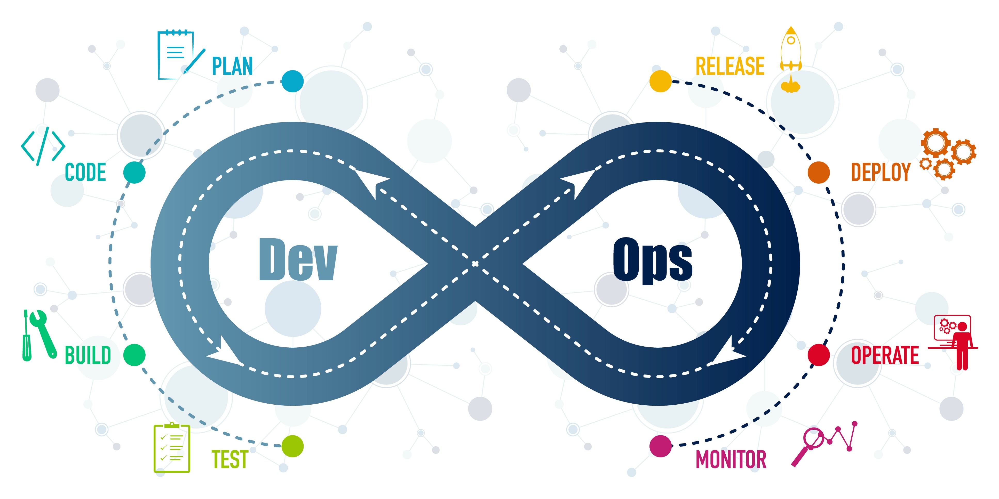 PLAN
CODE
BUILD
TEST
Dev
Ops
RELEASE
DEPLOY
OPERATE
MONITOR